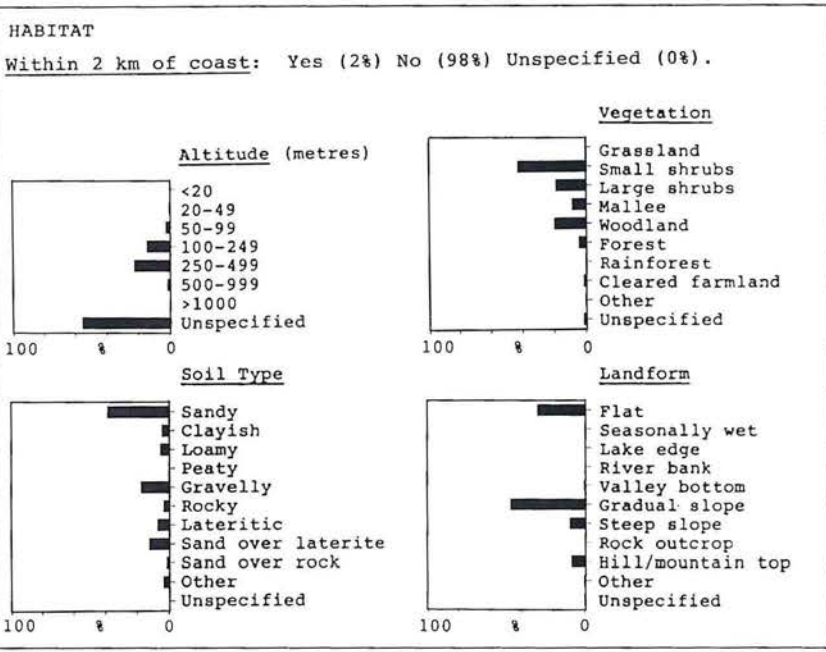 HABITAT
Within 2 km of coast: Yes (2%) No (98%) Unspecified (0%).
Altitude (metres)
<20
20-49
50-99
100-249
250-499
500-999
>1000
Unspecified
100 % 0
Vegetation
Grassland
Small shrubs
Large shrubs
Mallee
Woodland
Forest
Rainforest
Cleared farmland
Other
Unspecified
100 % 0
Soil Type
Sandy
Clayish
Loamy
Peaty
Gravelly
Rocky
Lateritic
Sand over laterite
Sand over rock
Other
Unspecified
100 % 0
Landform
Flat
Seasonally wet
Lake edge
River bank
Valley bottom
Gradual slope
Steep slope
Rock outcrop
Hill/mountain top
Other
Unspecified
100 % 0